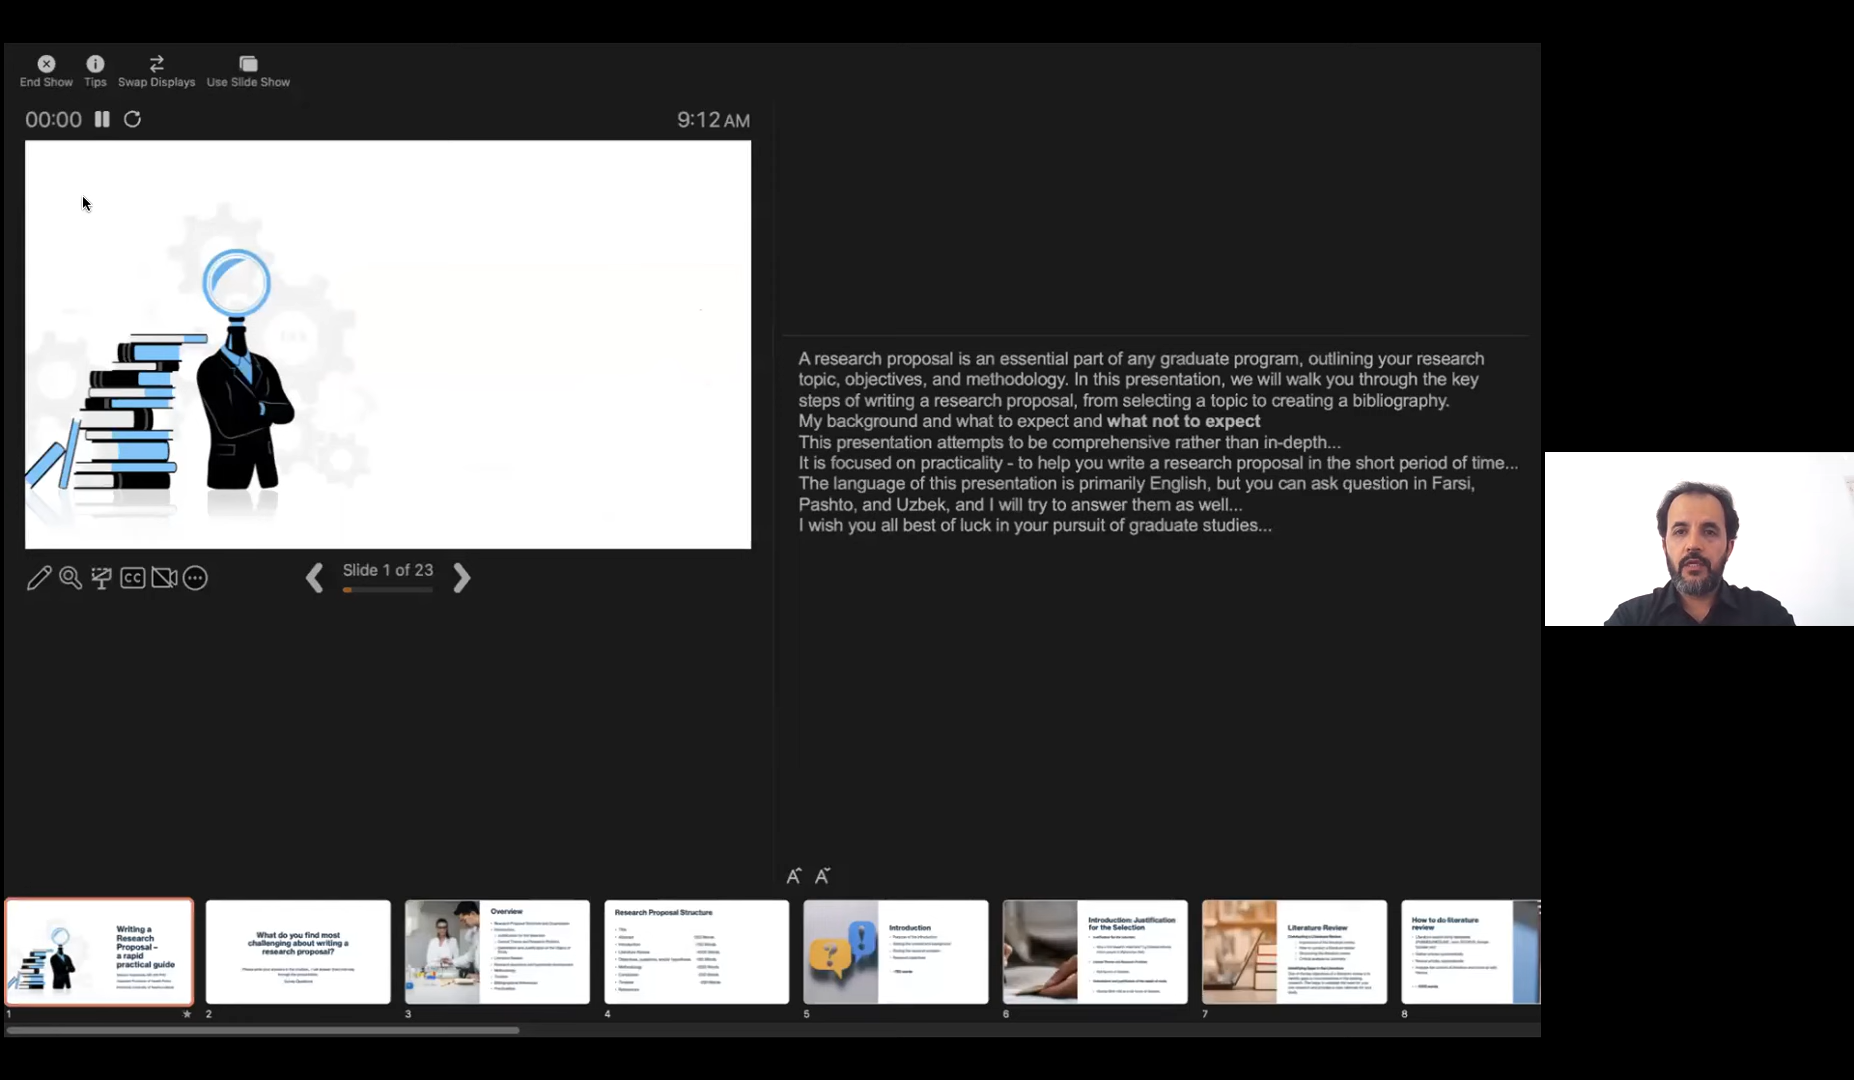 End Show
Tips
Swap Displays
Use Slide Show
00:00
9:12 AM
CC
Slide 1 of 23
A research proposal is an essential part of any graduate program, outlining your research
topic, objectives, and methodology. In this presentation, we will walk you through the key
steps of writing a research proposal, from selecting a topic to creating a bibliography.
My background and what to expect and what not to expect
This presentation attempts to be comprehensive rather than in-depth...
It is focused on practicality - to help you write a research proposal in the short period of time...
The language of this presentation is primarily English, but you can ask question in Farsi,
Pashto, and Uzbek, and I will try to answer them as well...
I wish you all best of luck in your pursuit of graduate studies...
Writing a
Research
Proposal –
a rapid
practical guide
1
What do you find most
challenging about writing a
research proposal?
2
Overview
3
Research Proposal Structure
Title
Abstract
Introduction
Literature Review
Methodology
References
4
Introduction
5
Introduction: Justification
for the Selection
6
Literature Review
7
How to do literature
review
8